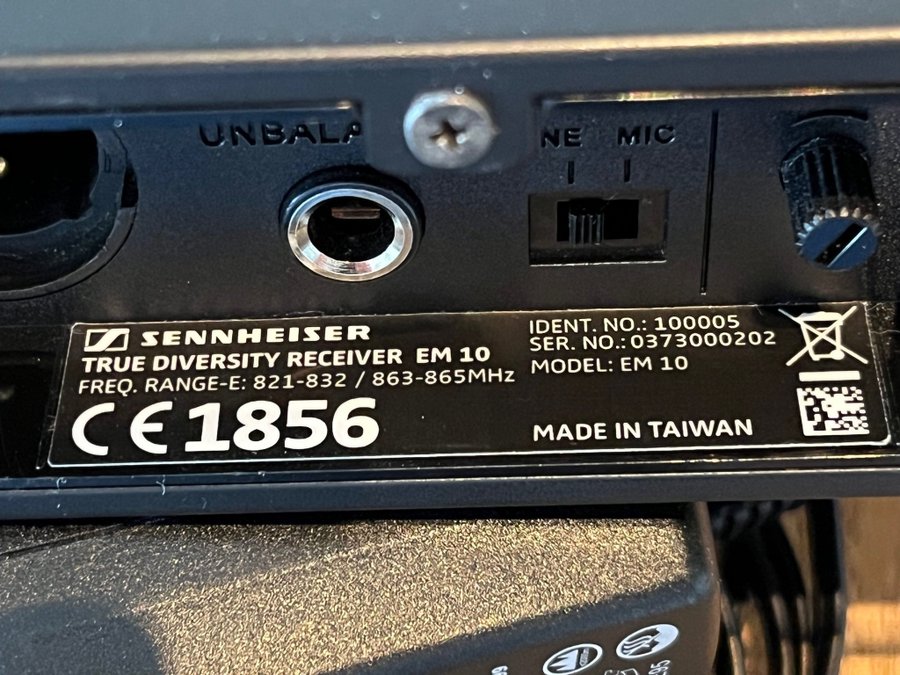 UNBALA
NE MIC
SENNHEISER
TRUE DIVERSITY RECEIVER EM 10
FREQ. RANGE-E: 821-832 / 863-865MHz
CE 1856
IDENT. NO.: 100005
SER. NO.: 0373000202
MODEL: EM 10
MADE IN TAIWAN